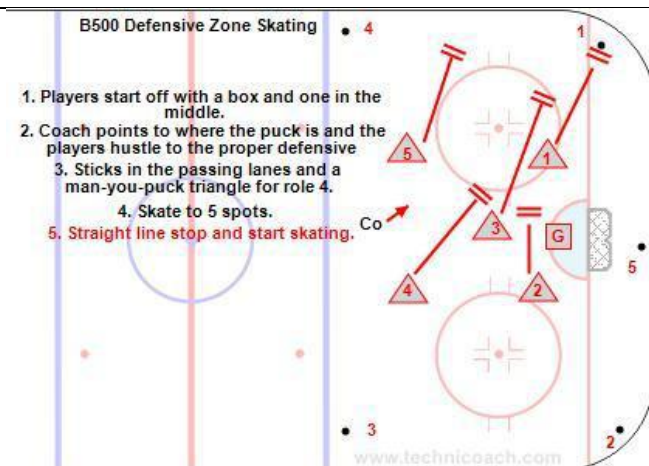 B500 Defensive Zone Skating
4
1
1. Players start off with a box and one in the
middle.
2. Coach points to where the puck is and the
players hustle to the proper defensive
3. Sticks in the passing lanes and a
man-you-puck triangle for role 4.
4. Skate to 5 spots.
5. Straight line stop and start skating.
Co
5
1
3
G
4
2
5
3
2
www.technicoach.com